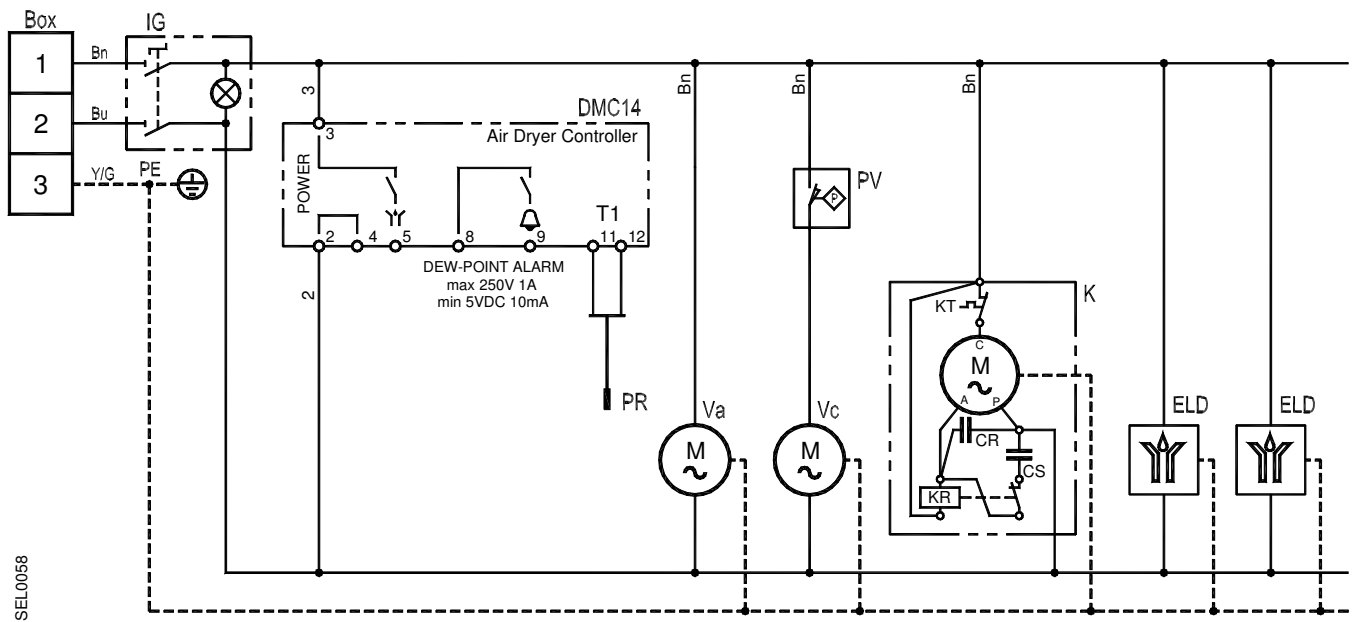 Box
IG
1
Bn
2
Bu
3
Y/G
PE
3
DMC14
3
Air Dryer Controller
POWER
T1
2
4
5
8
9
11
12
DEW-POINT ALARM
max 250V 1A
min 5VDC 10mA
2
PR
Bn
Va
M
Bn
PV
P
Vc
M
Bn
K
KT
C
M
A
P
CR
CS
KR
ELD
ELD
SEL0058